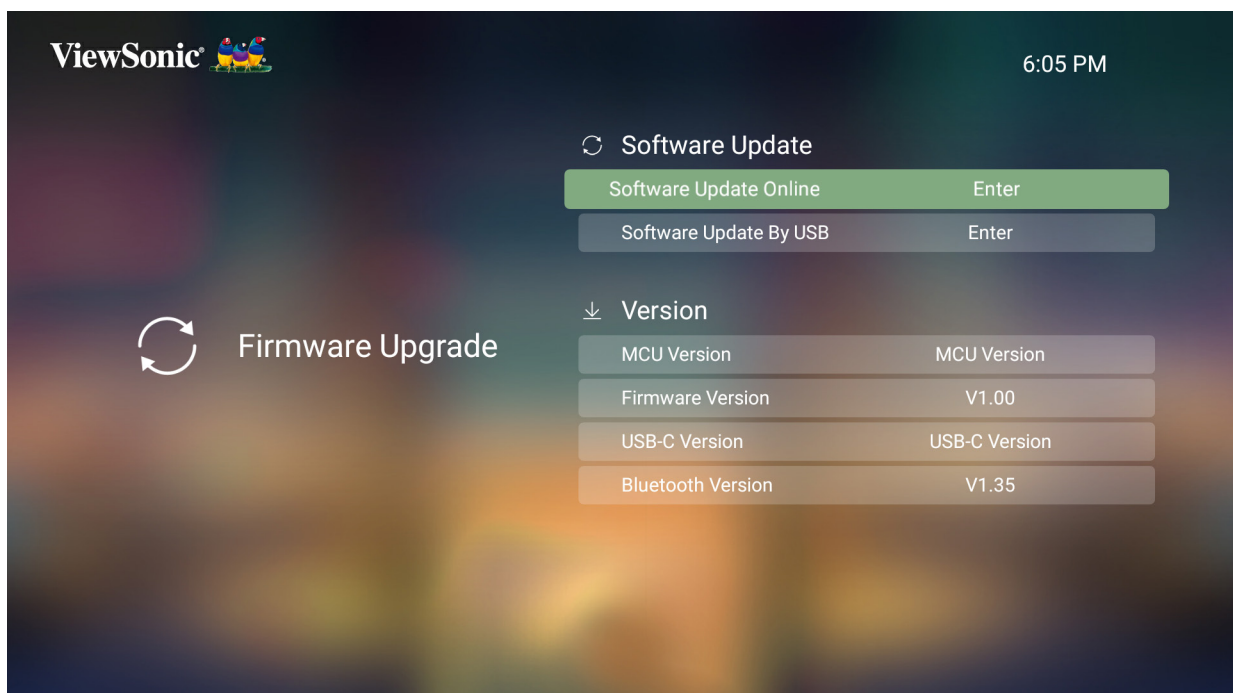 ViewSonic®
6:05 PM
Software Update
Software Update Online Enter
Software Update By USB Enter
Firmware Upgrade
Version
MCU Version MCU Version
Firmware Version V1.00
USB-C Version USB-C Version
Bluetooth Version V1.35